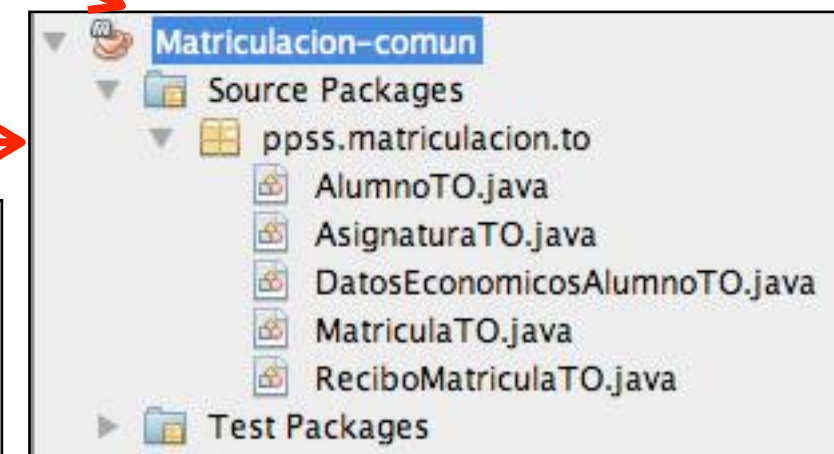 Matriculacion-comun
Source Packages
ppss.matriculacion.to
AlumnoTO.java
AsignaturaTO.java
DatosEconomicosAlumnoTO.java
MatriculaTO.java
ReciboMatriculaTO.java
Test Packages